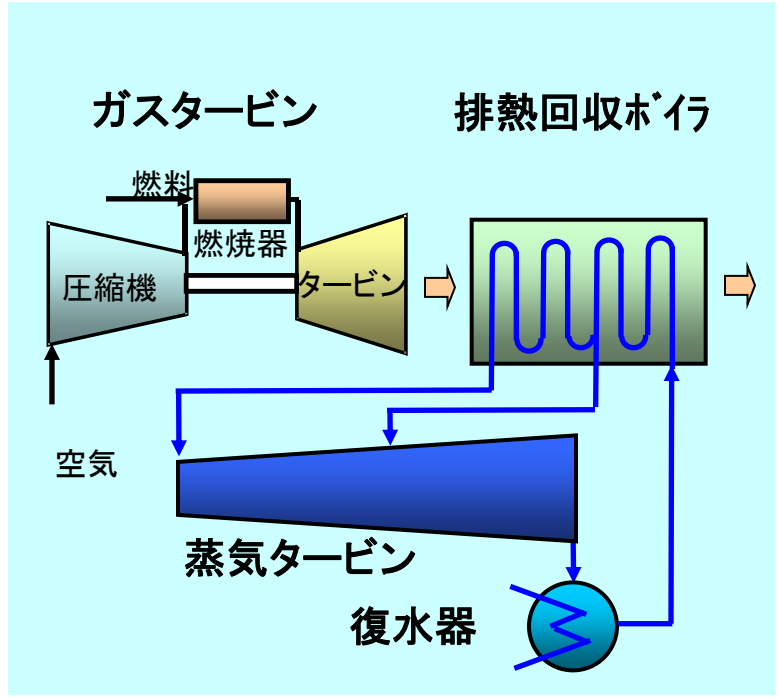 ガスタービン
排熱回収ﾎﾞｲﾗ
燃料
燃焼器
圧縮機
タービン
空気
蒸気タービン
復水器